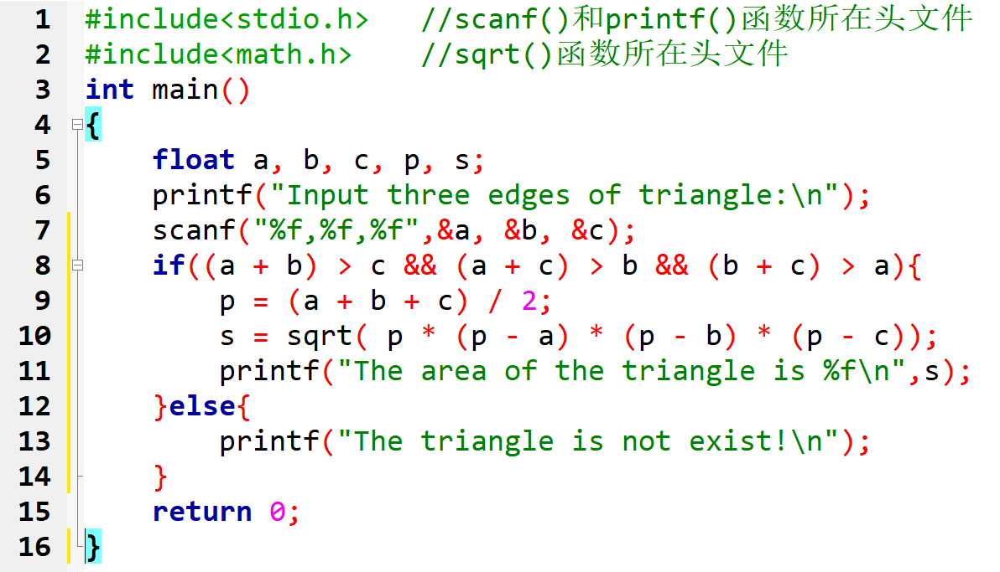 1 #include<stdio.h>   //scanf()和printf()函数所在头文件
2 #include<math.h>    //sqrt()函数所在头文件
3 int main()
4 {
5     float a, b, c, p, s;
6     printf("Input three edges of triangle:\n");
7     scanf("%f,%f,%f",&a, &b, &c);
8     if((a + b) > c && (a + c) > b && (b + c) > a){
9         p = (a + b + c) / 2;
10         s = sqrt( p * (p - a) * (p - b) * (p - c));
11         printf("The area of the triangle is %f\n",s);
12     }else{
13         printf("The triangle is not exist!\n");
14     }
15     return 0;
16 }